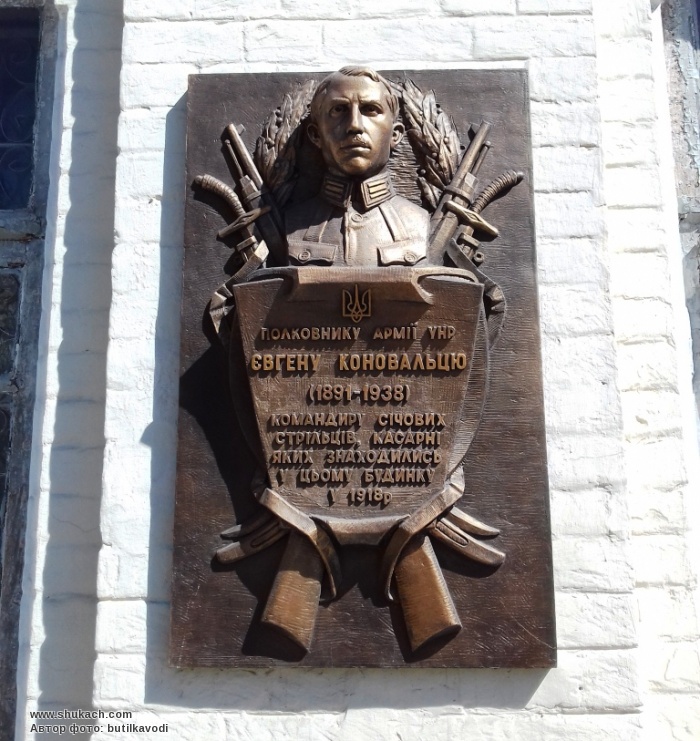 ПОЛКОВНИКУ АРМІЇ УНР
ЄВГЕНУ КОНОВАЛЬЦЮ
(1891-1938)
КОМАНДИРУ СІЧОВИХ
СТРІЛЬЦІВ, КАСАРНІ
ЯКИХ ЗНАХОДИЛИСЬ
У ЦЬОМУ БУДИНКУ
У 1918р
www.shukach.com
Автор фото: butilkavodi